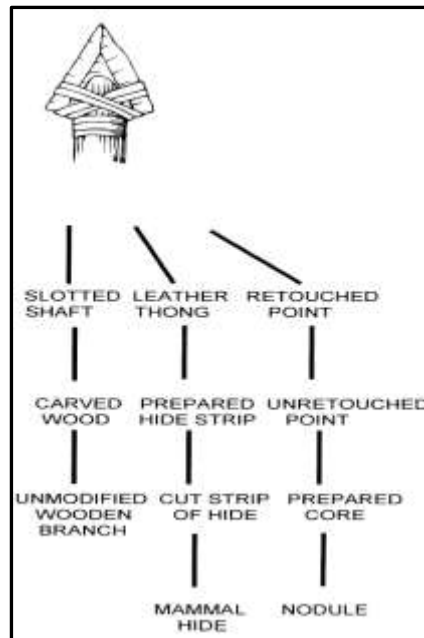 SLOTTED SHAFT
LEATHER THONG
RETOUCHED POINT
CARVED WOOD
PREPARED HIDE STRIP
UNRETOUCHED POINT
UNMODIFIED WOODEN BRANCH
CUT STRIP OF HIDE
PREPARED CORE
MAMMAL HIDE
NODULE